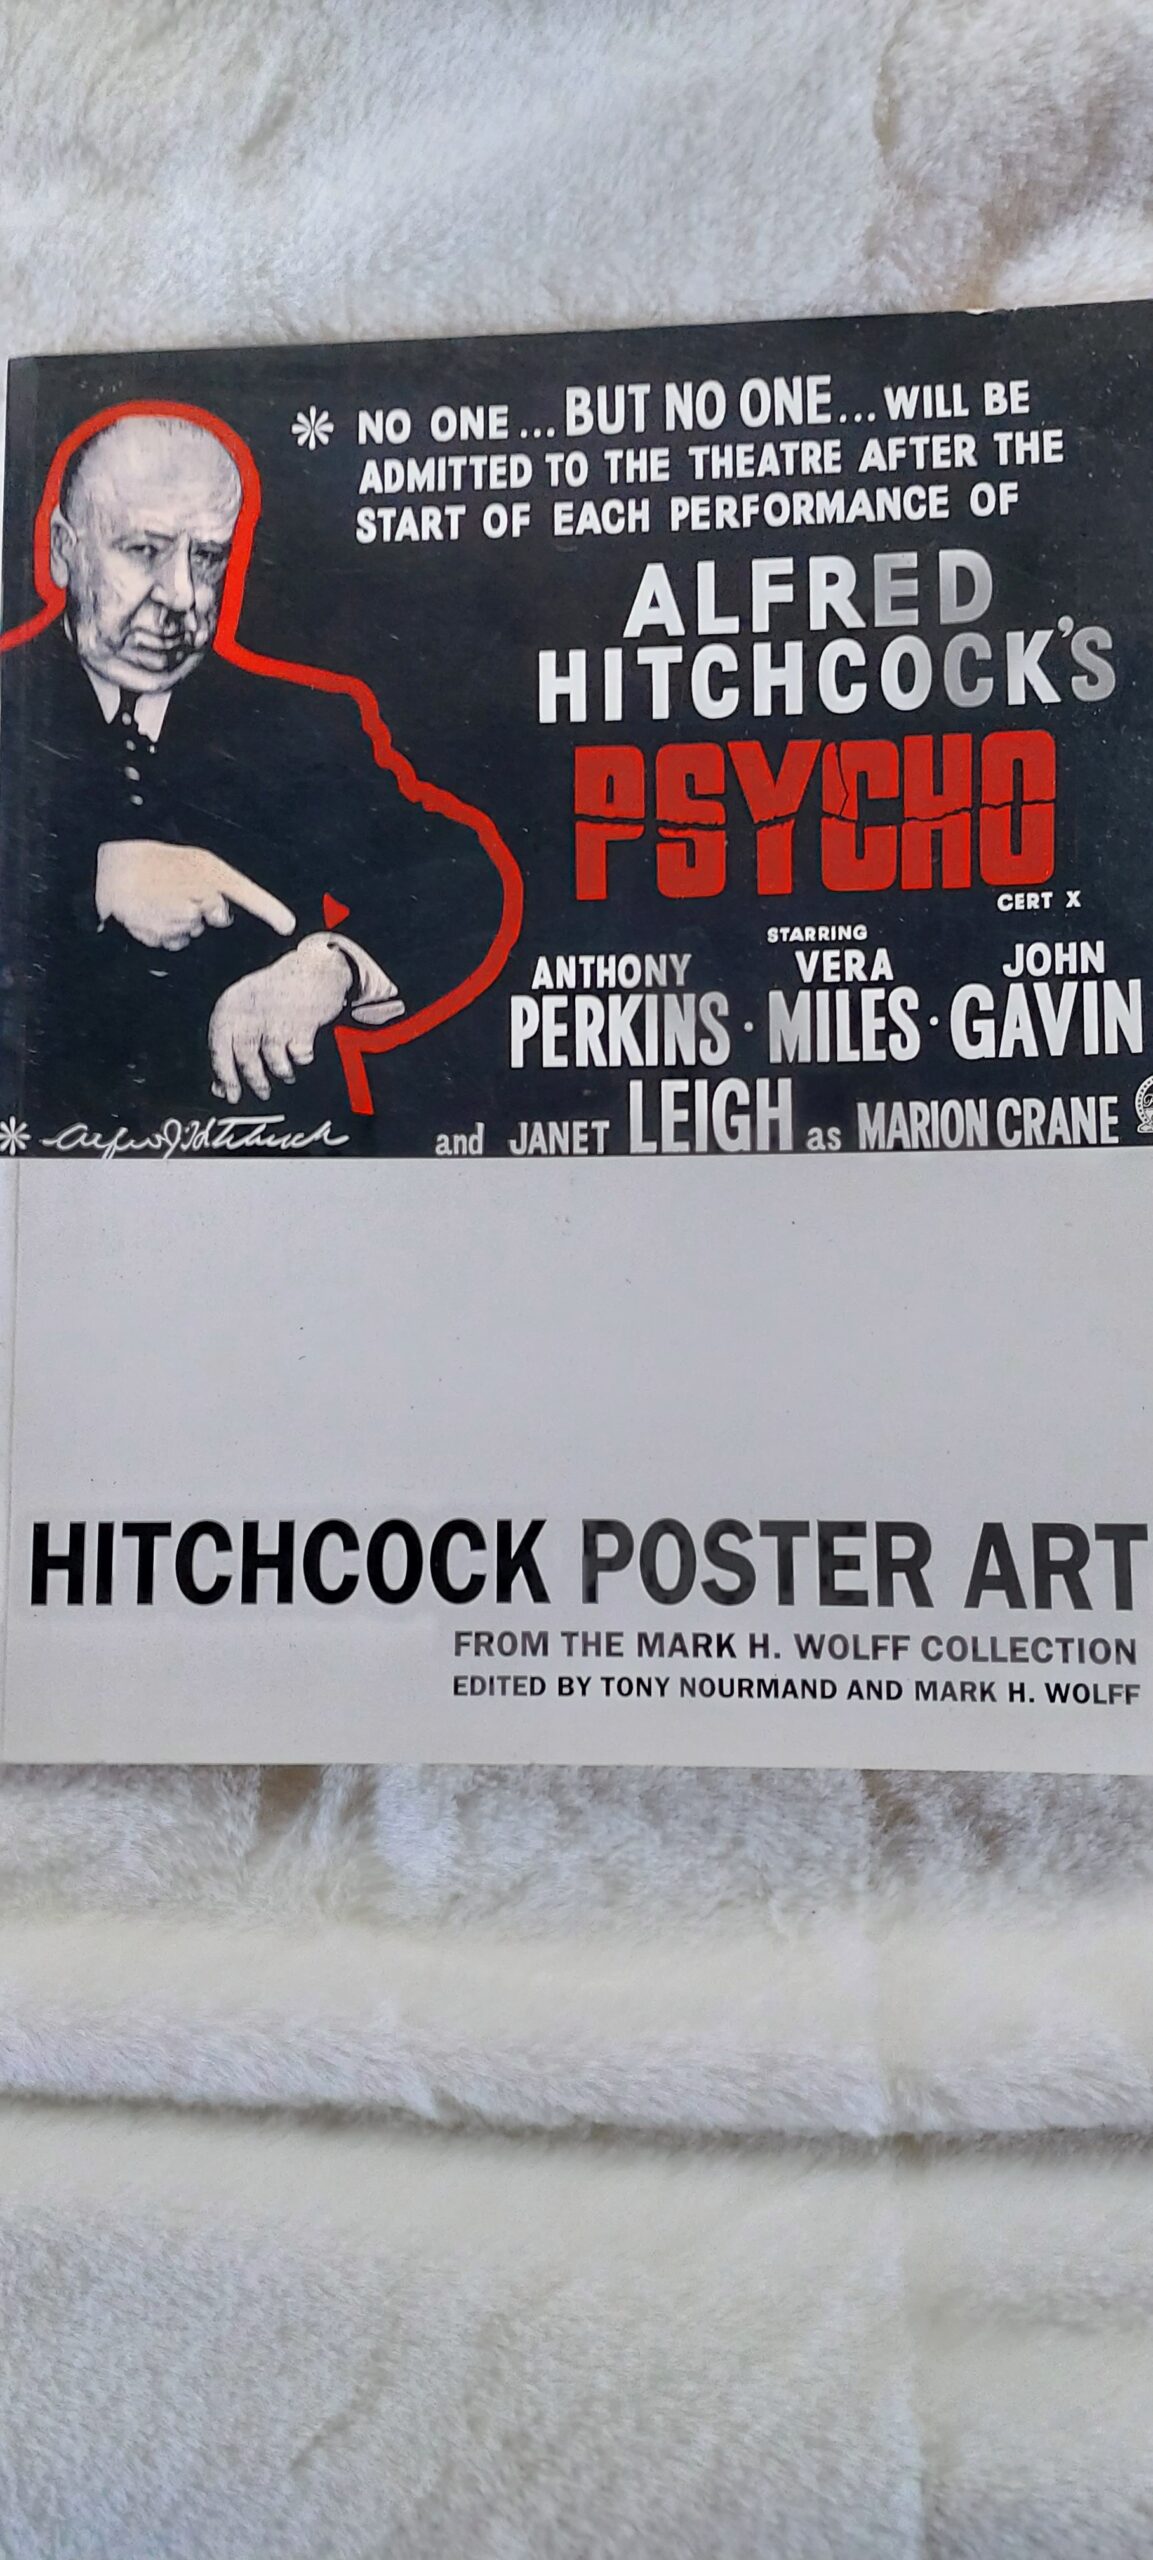 * NO ONE... BUT NO ONE... WILL BE
ADMITTED TO THE THEATRE AFTER THE
START OF EACH PERFORMANCE OF
ALFRED
HITCHCOCK'S
PSYCHO
CERT X
STARRING
ANTHONY VERA JOHN
PERKINS · MILES · GAVIN
and JANET LEIGH as MARION CRANE
* Alfred J Hitchcock
HITCHCOCK POSTER ART
FROM THE MARK H. WOLFF COLLECTION
EDITED BY TONY NOURMAND AND MARK H. WOLFF